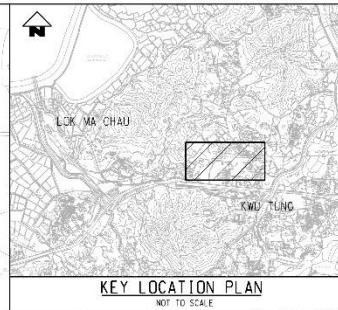 N
LOK MA CHAU
KWU TUNG
KEY LOCATION PLAN
NOT TO SCALE